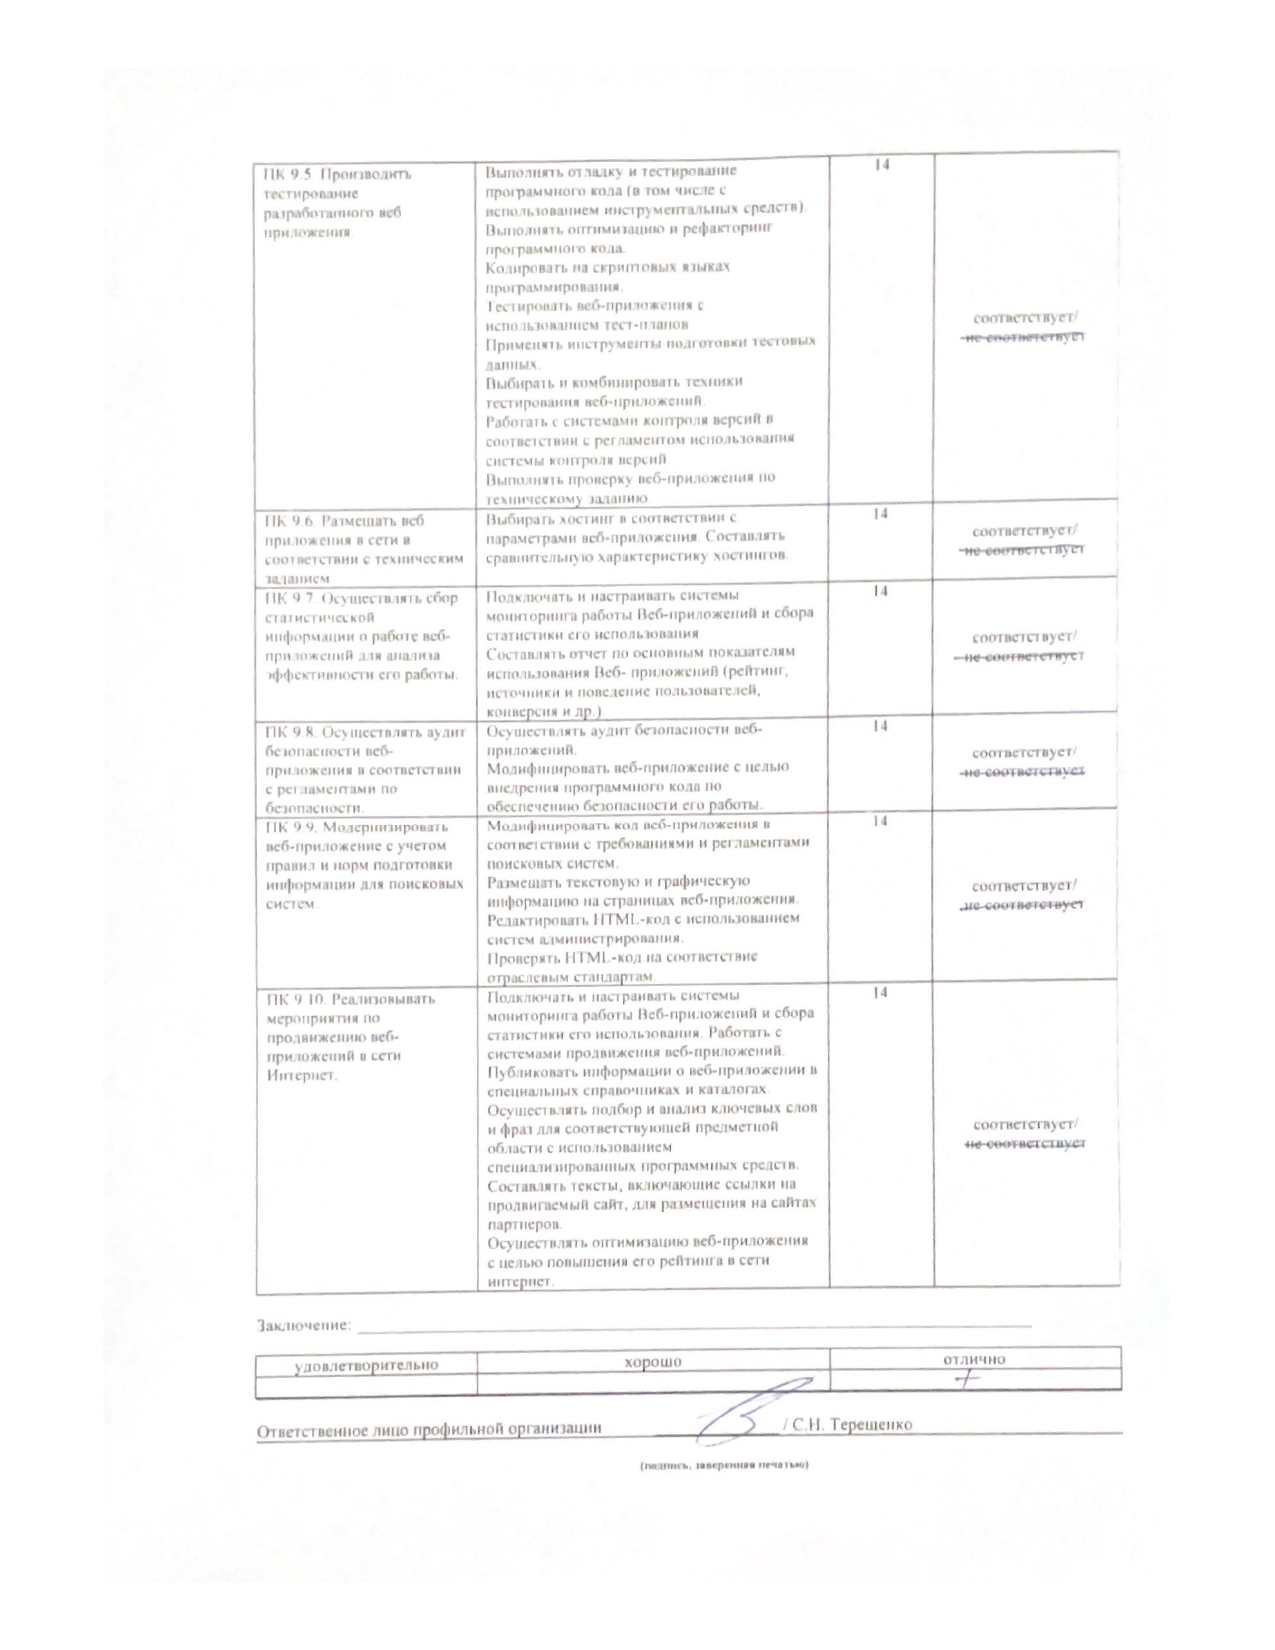 ПК 9.5. Производить
тестирование
разработанного веб
приложения
Выполнять отладку и тестирование
программного кода (в том числе с
использованием инструментальных средств).
Выполнять оптимизацию и рефакторинг
программного кода.
Кодировать на скриптовых языках
программирования.
Тестировать веб-приложения с
использованием тест-планов
Применять инструменты подготовки тестовых
данных.
Выбирать и комбинировать техники
тестирования веб-приложений.
Работать с системами контроля версий в
соответствии с регламентом использования
системы контроля версий
Выполнять проверку веб-приложения по
техническому заданию
14
соответствует/
не соответствует
ПК 9.6. Размещать веб
приложения в сети в
соответствии с техническим
заданием
Выбирать хостинг в соответствии с
параметрами веб-приложения. Составлять
сравнительную характеристику хостингов.
14
соответствует/
не соответствует
ПК 9.7. Осуществлять сбор
статистической
информации о работе веб-
приложений для анализа
эффективности его работы.
Подключать и настраивать системы
мониторинга работы Веб-приложений и сбора
статистики его использования.
Составлять отчет по основным показателям
использования Веб- приложений (рейтинг,
источники и поведение пользователей,
конверсия и др.)
14
соответствует/
не соответствует
ПК 9.8. Осуществлять аудит
безопасности веб-
приложения в соответствии
с регламентами по
безопасности.
Осуществлять аудит безопасности веб-
приложений.
Модифицировать веб-приложение с целью
внедрения программного кода по
обеспечению безопасности его работы.
14
соответствует/
не соответствует
ПК 9.9. Модернизировать
веб-приложение с учетом
правил и норм подготовки
информации для поисковых
систем.
Модифицировать код веб-приложения в
соответствии с требованиями и регламентами
поисковых систем.
Размещать текстовую и графическую
информацию на страницах веб-приложения.
Редактировать HTML-код с использованием
систем администрирования.
Проверять HTML-код на соответствие
отраслевым стандартам.
14
соответствует/
не соответствует
ПК 9.10. Реализовывать
мероприятия по
продвижению веб-
приложений в сети
Интернет.
Подключать и настраивать системы
мониторинга работы Веб-приложений и сбора
статистики его использования. Работать с
системами продвижения веб-приложений.
Публиковать информации о веб-приложении в
специальных справочниках и каталогах.
Осуществлять подбор и анализ ключевых слов
и фраз для соответствующей предметной
области с использованием
специализированных программных средств.
Составлять тексты, включающие ссылки на
продвигаемый сайт, для размещения на сайтах
партнеров.
Осуществлять оптимизацию веб-приложения
с целью повышения его рейтинга в сети
интернет.
14
соответствует/
не соответствует
Заключение:
удовлетворительно хорошо отлично
+
Ответственное лицо профильной организации / С.Н. Терещенко
(подпись, заверенная печатью)